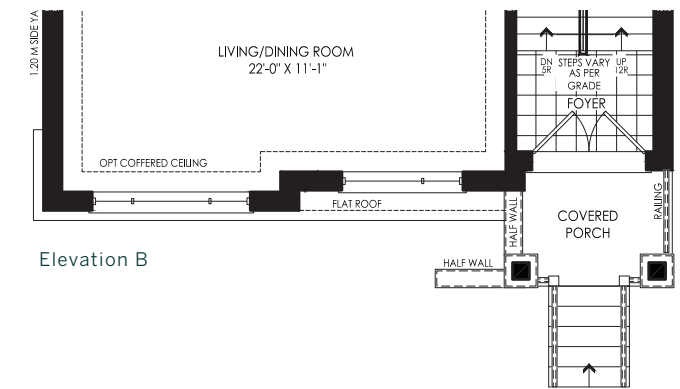 1.20 M SIDE YA
LIVING/DINING ROOM
22'-0" X 11'-1"
DN
5R
STEPS VARY
AS PER
GRADE
UP
12R
FOYER
OPT COFFERED CEILING
FLAT ROOF
HALF WALL
COVERED
PORCH
RAILING
HALF WALL
Elevation B